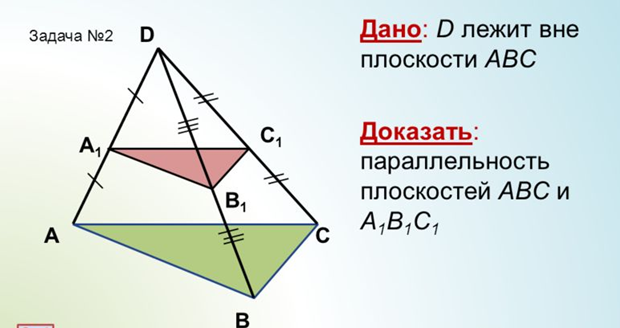 Задача №2
D
A₁
C₁
B₁
A
C
B
Дано: D лежит вне
плоскости ABC
Доказать:
параллельность
плоскостей ABC и
A₁B₁C₁